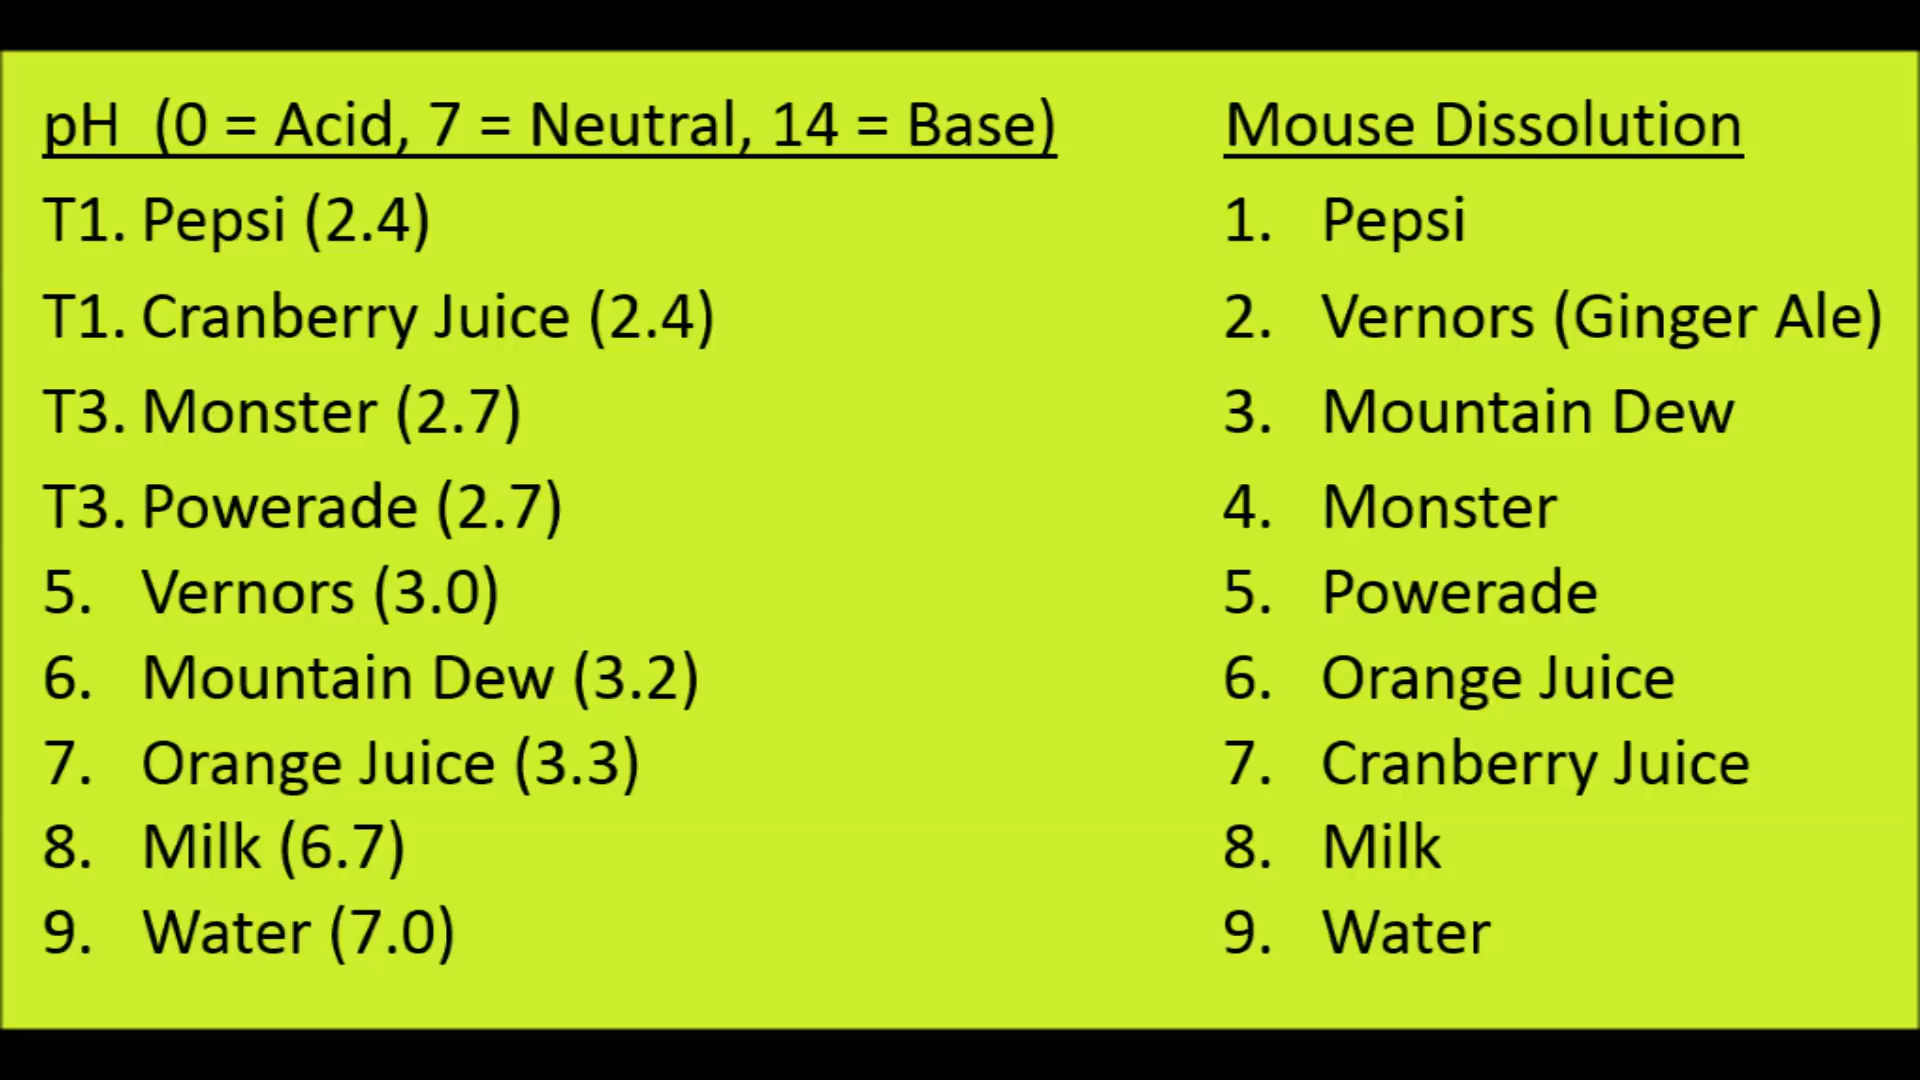 pH (0 = Acid, 7 = Neutral, 14 = Base)
T1. Pepsi (2.4)
T1. Cranberry Juice (2.4)
T3. Monster (2.7)
T3. Powerade (2.7)
5. Vernors (3.0)
6. Mountain Dew (3.2)
7. Orange Juice (3.3)
8. Milk (6.7)
9. Water (7.0)
Mouse Dissolution
1. Pepsi
2. Vernors (Ginger Ale)
3. Mountain Dew
4. Monster
5. Powerade
6. Orange Juice
7. Cranberry Juice
8. Milk
9. Water